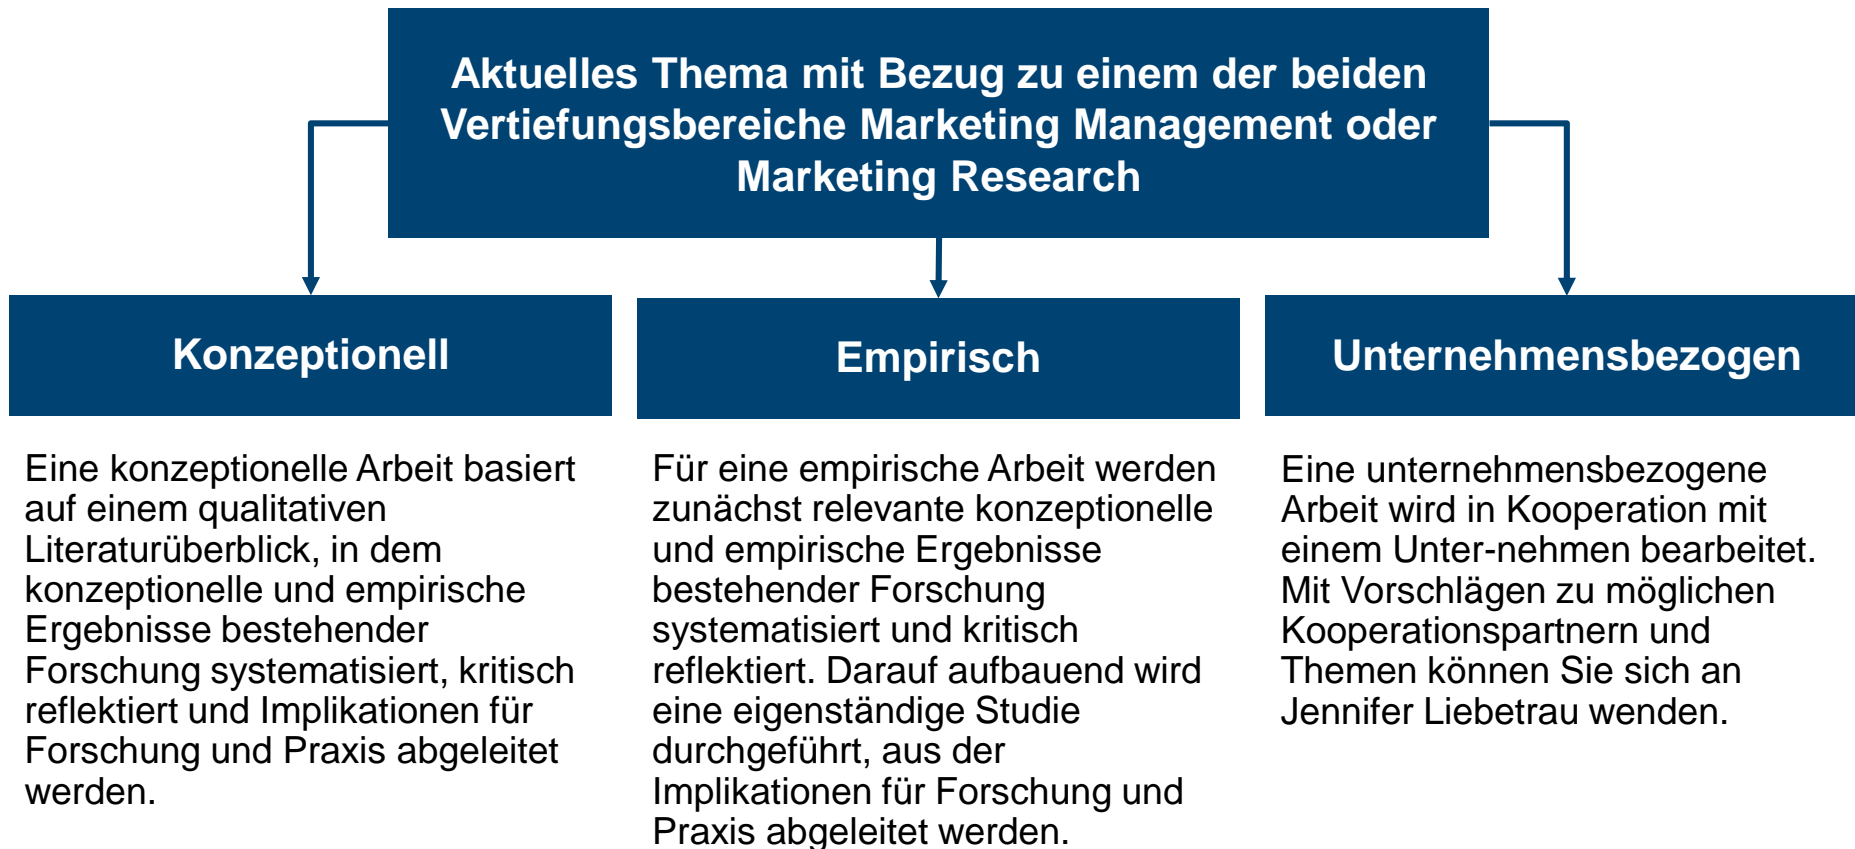 Aktuelles Thema mit Bezug zu einem der beiden
Vertiefungsbereiche Marketing Management oder
Marketing Research
Konzeptionell
Eine konzeptionelle Arbeit basiert
auf einem qualitativen
Literaturüberblick, in dem
konzeptionelle und empirische
Ergebnisse bestehender
Forschung systematisiert, kritisch
reflektiert und Implikationen für
Forschung und Praxis abgeleitet
werden.
Empirisch
Für eine empirische Arbeit werden
zunächst relevante konzeptionelle
und empirische Ergebnisse
bestehender Forschung
systematisiert und kritisch
reflektiert. Darauf aufbauend wird
eine eigenständige Studie
durchgeführt, aus der
Implikationen für Forschung und
Praxis abgeleitet werden.
Unternehmensbezogen
Eine unternehmensbezogene
Arbeit wird in Kooperation mit
einem Unter-nehmen bearbeitet.
Mit Vorschlägen zu möglichen
Kooperationspartnern und
Themen können Sie sich an
Jennifer Liebetrau wenden.